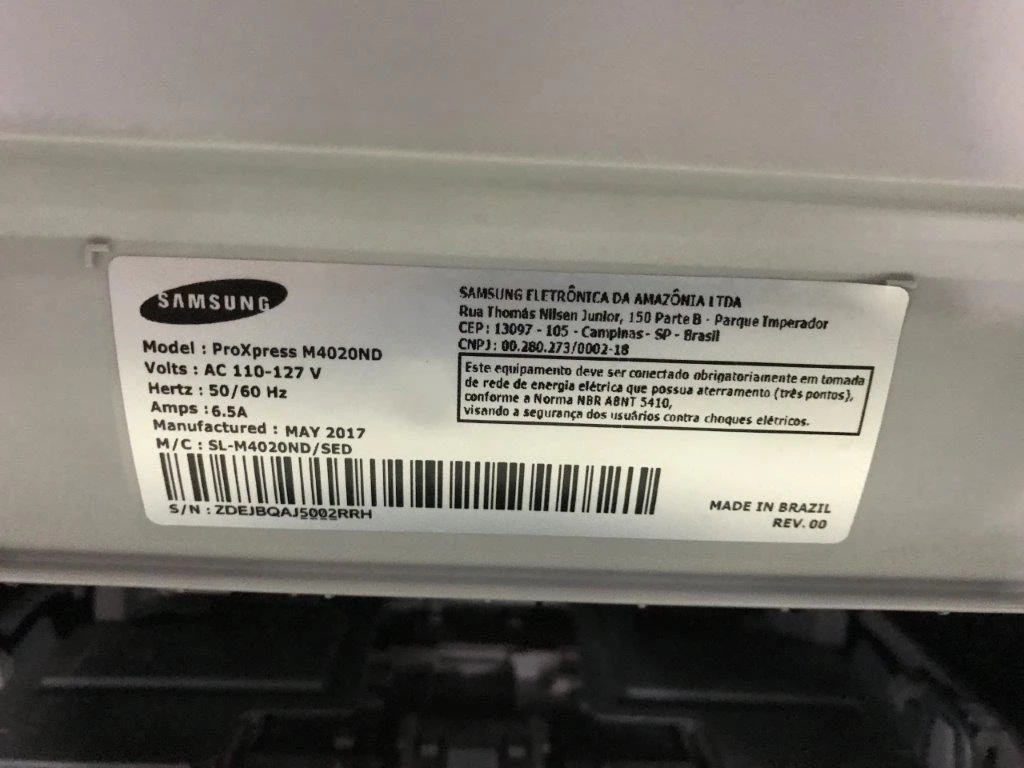 SAMSUNG
Model : ProXpress M4020ND
Volts : AC 110-127 V
Hertz : 50/60 Hz
Amps : 6.5A
Manufactured : MAY 2017
M/C : SL-M4020ND/SED
S/N : ZDEJBQAJ5002RRH
SAMSUNG ELETRÔNICA DA AMAZÔNIA LTDA
Rua Thomás Nilsen Junior, 150 Parte B - Parque Imperador
CEP : 13097 - 105 - Campinas - SP - Brasil
CNPJ : 00.280.273/0002-18
Este equipamento deve ser conectado obrigatoriamente em tomada
de rede de energia elétrica que possua aterramento (três pontos),
conforme a Norma NBR ABNT 5410,
visando a segurança dos usuários contra choques elétricos.
MADE IN BRAZIL
REV. 00